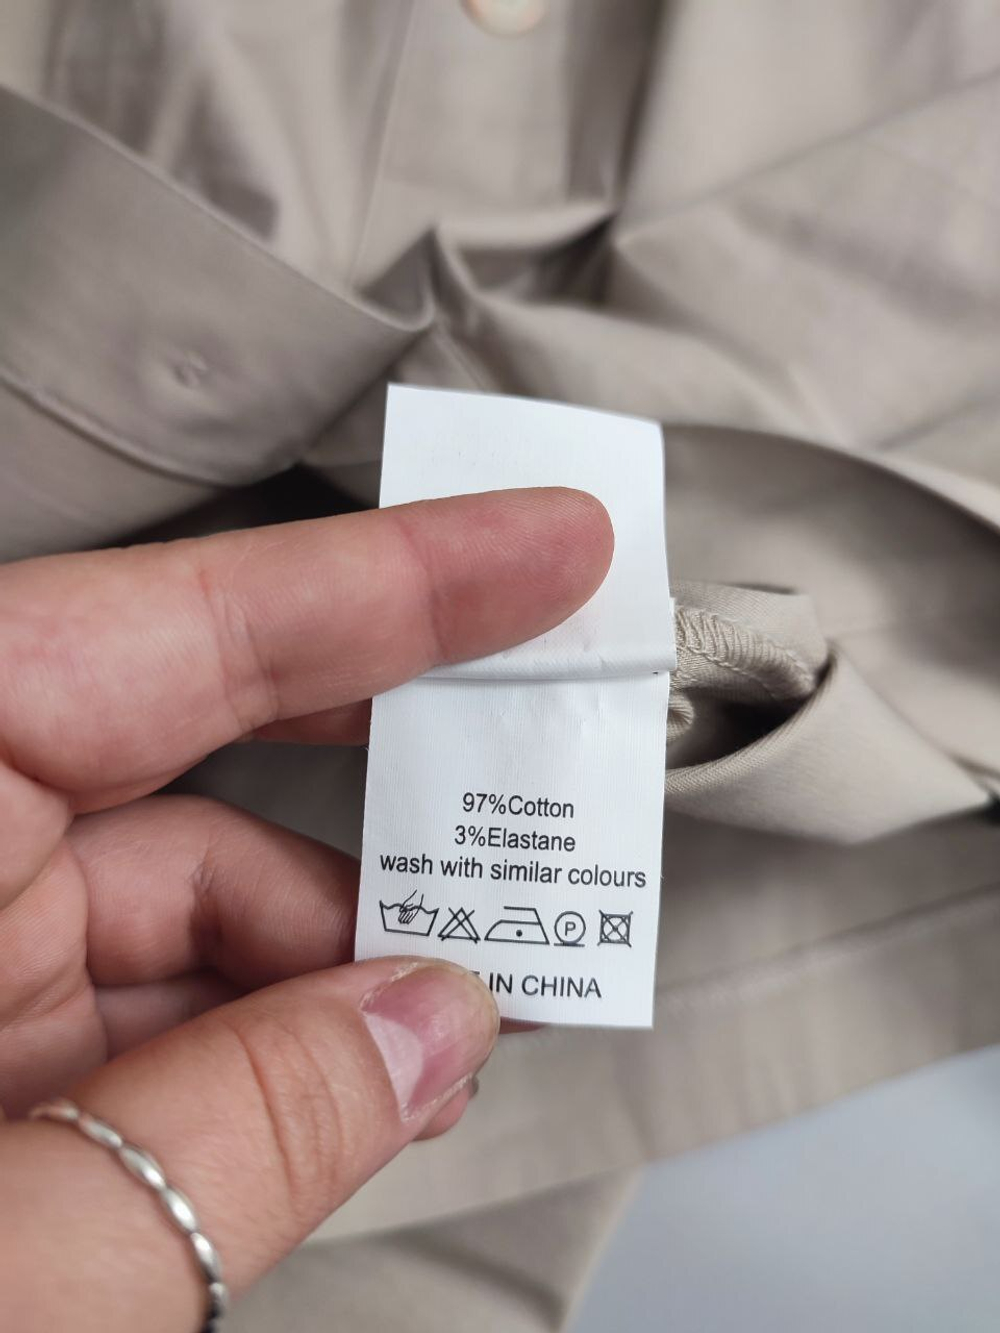 97%Cotton
3%Elastane
wash with similar colours
P
IN CHINA